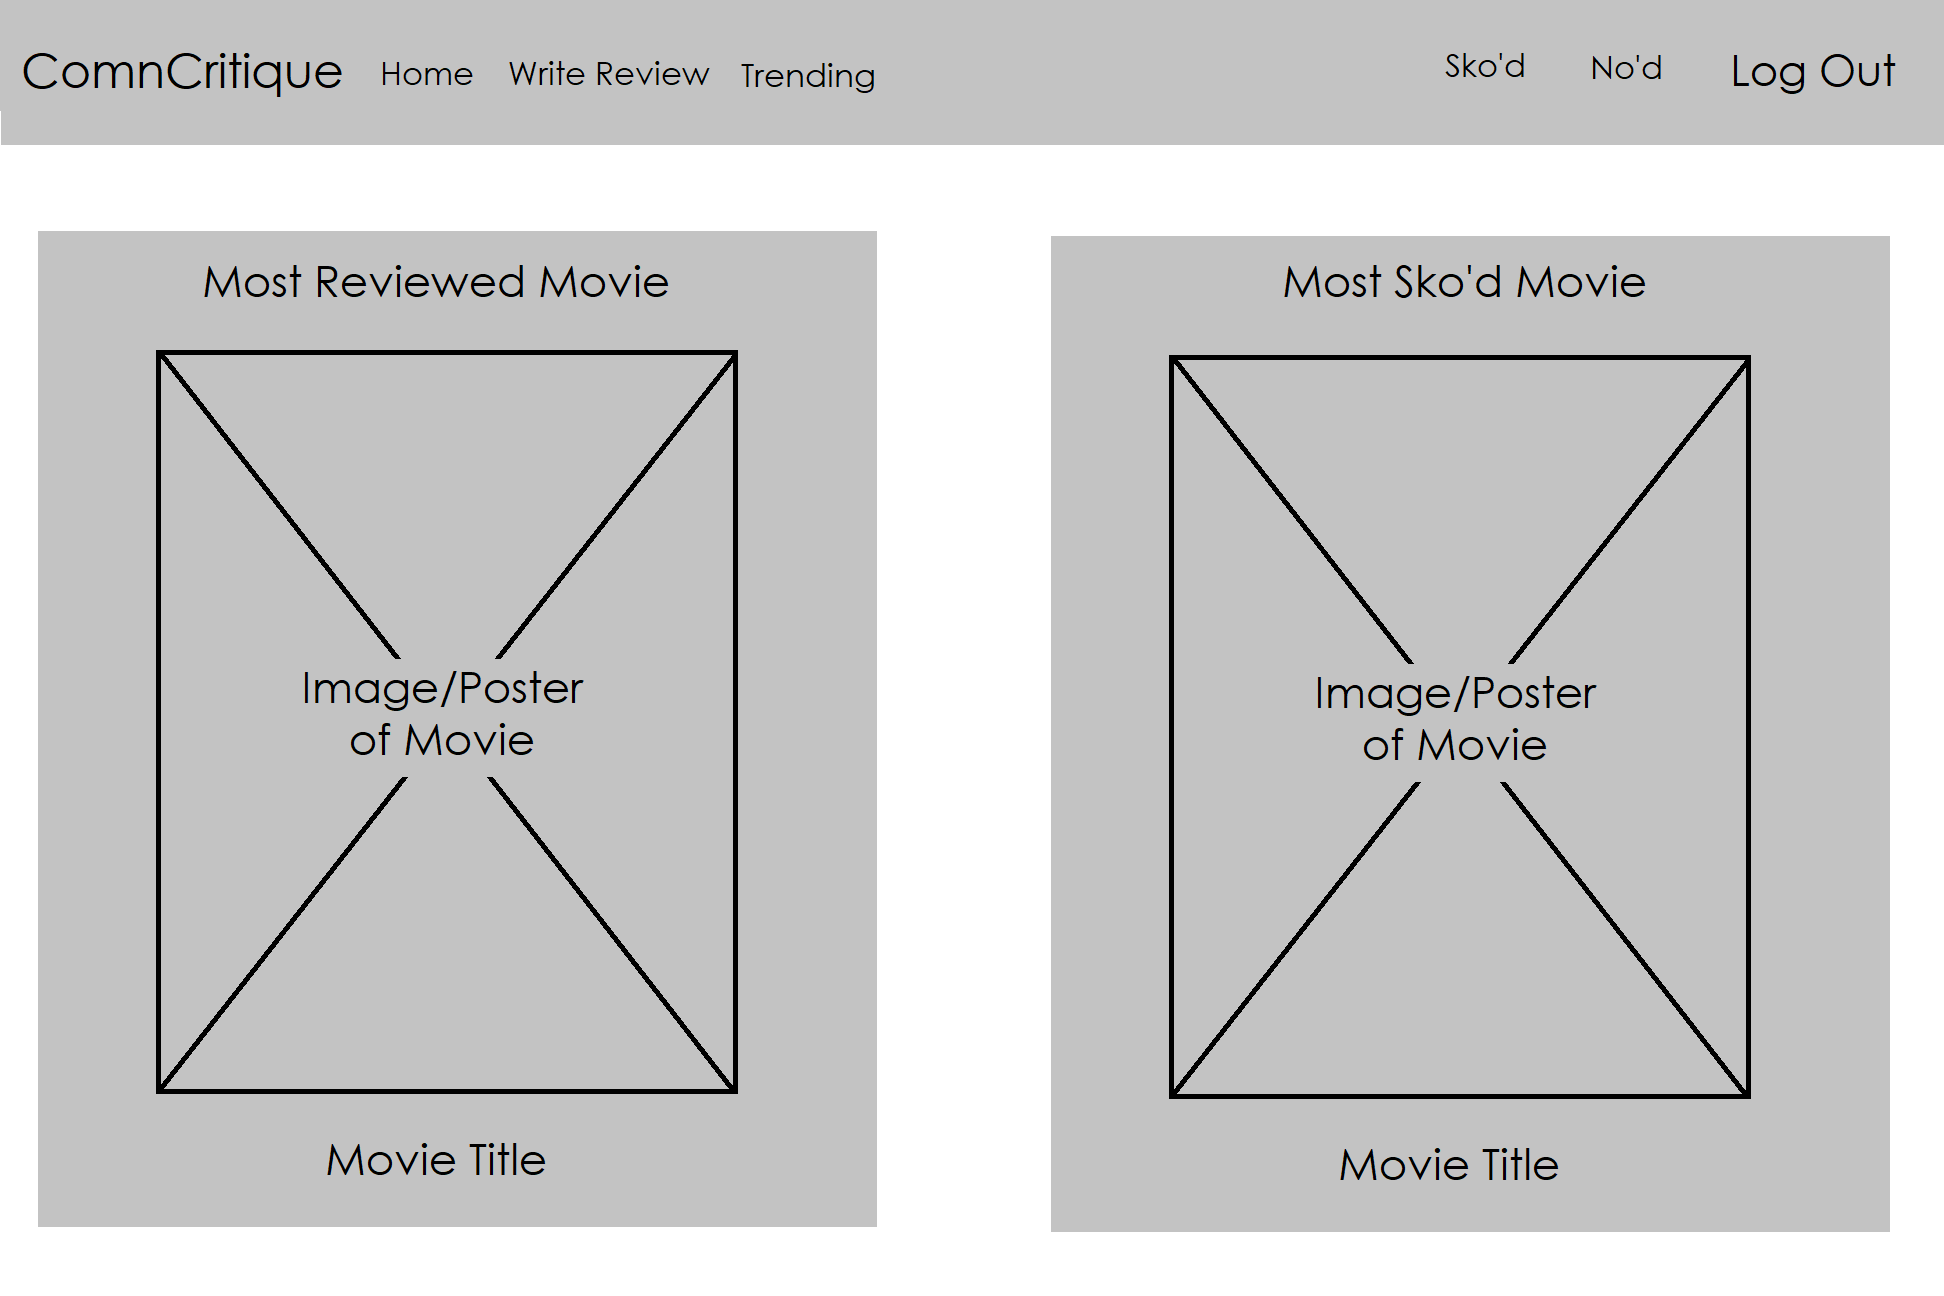 ComnCritique Home Write Review Trending Sko'd No'd Log Out
Most Reviewed Movie
Image/Poster
of Movie
Movie Title
Most Sko'd Movie
Image/Poster
of Movie
Movie Title